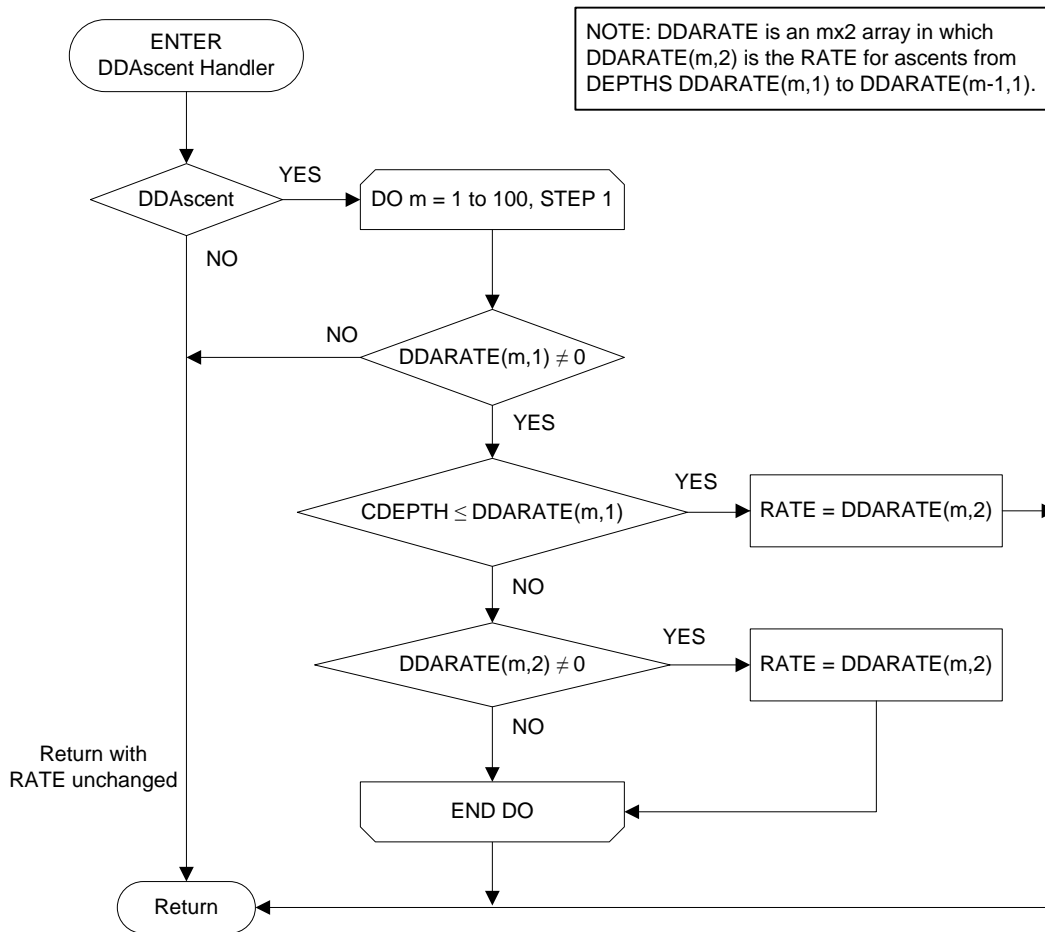 ENTER
DDAscent Handler
NOTE: DDARATE is an mx2 array in which
DDARATE(m,2) is the RATE for ascents from
DEPTHS DDARATE(m,1) to DDARATE(m-1,1).
DDAscent
YES
DO m = 1 to 100, STEP 1
NO
NO
DDARATE(m,1) ≠ 0
YES
CDEPTH ≤ DDARATE(m,1)
YES
RATE = DDARATE(m,2)
NO
DDARATE(m,2) ≠ 0
YES
RATE = DDARATE(m,2)
NO
Return with
RATE unchanged
END DO
Return